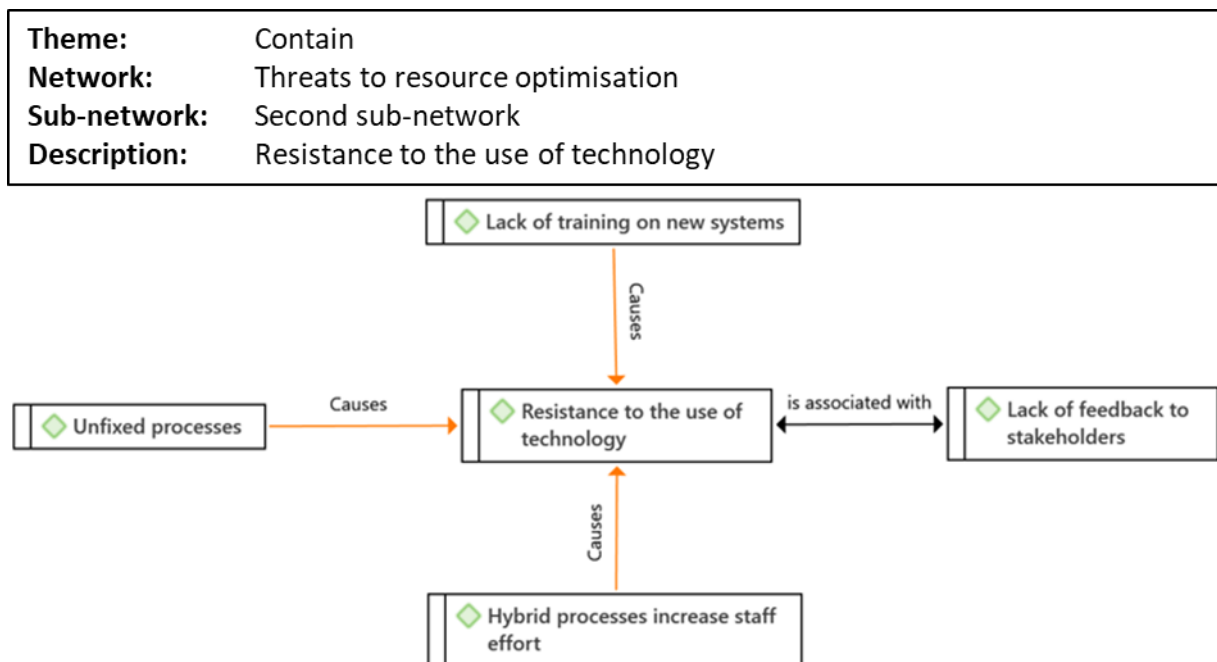 Theme: Contain
Network: Threats to resource optimisation
Sub-network: Second sub-network
Description: Resistance to the use of technology
Lack of training on new systems
Causes
Unfixed processes
Causes
Resistance to the use of
technology
is associated with
Lack of feedback to
stakeholders
Causes
Hybrid processes increase staff
effort